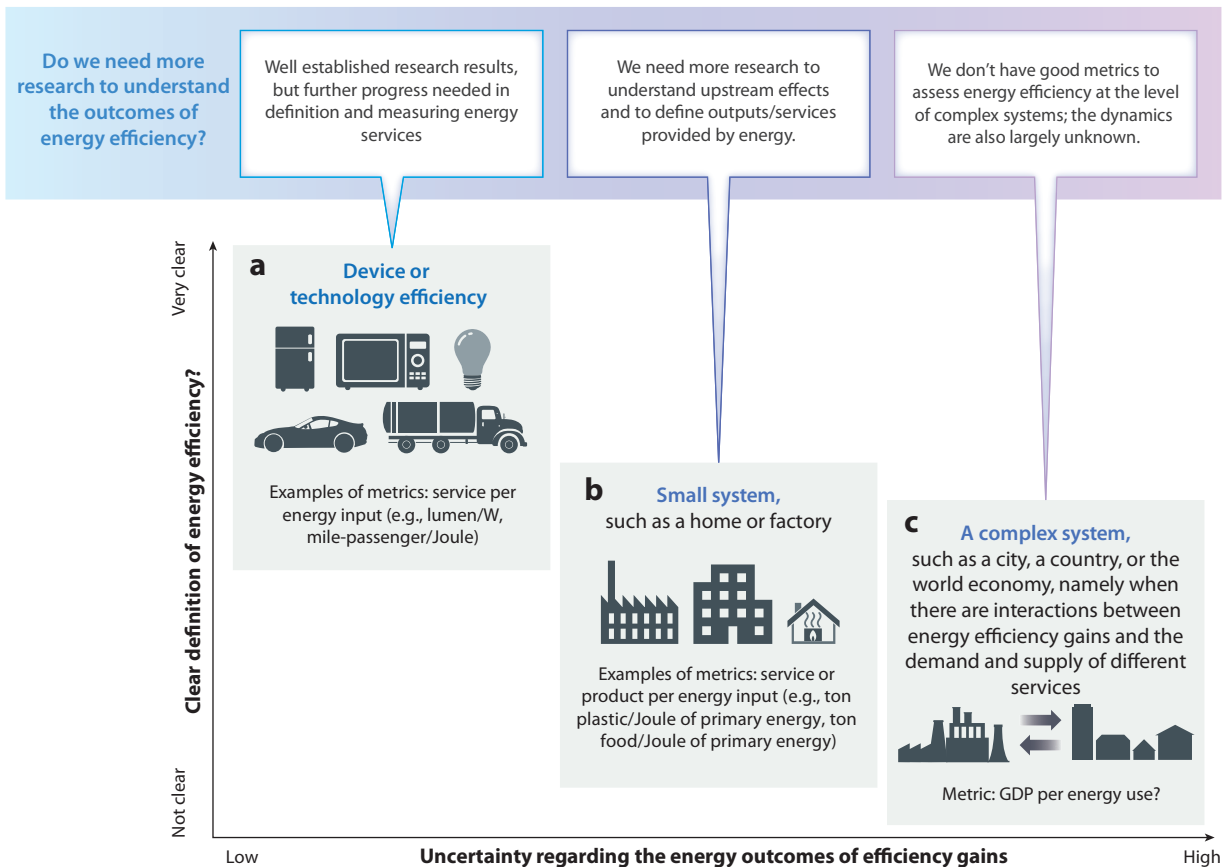 Do we need more
research to understand
the outcomes of
energy efficiency?
Well established research results,
but further progress needed in
definition and measuring energy
services
We need more research to
understand upstream effects
and to define outputs/services
provided by energy.
We don't have good metrics to
assess energy efficiency at the level
of complex systems; the dynamics
are also largely unknown.
Very clear
Clear definition of energy efficiency?
Not clear
a
Device or
technology efficiency
Examples of metrics: service per
energy input (e.g., lumen/W,
mile-passenger/Joule)
b
Small system,
such as a home or factory
Examples of metrics: service or
product per energy input (e.g., ton
plastic/Joule of primary energy, ton
food/Joule of primary energy)
c
A complex system,
such as a city, a country, or the
world economy, namely when
there are interactions between
energy efficiency gains and the
demand and supply of different
services
Metric: GDP per energy use?
Low
Uncertainty regarding the energy outcomes of efficiency gains
High